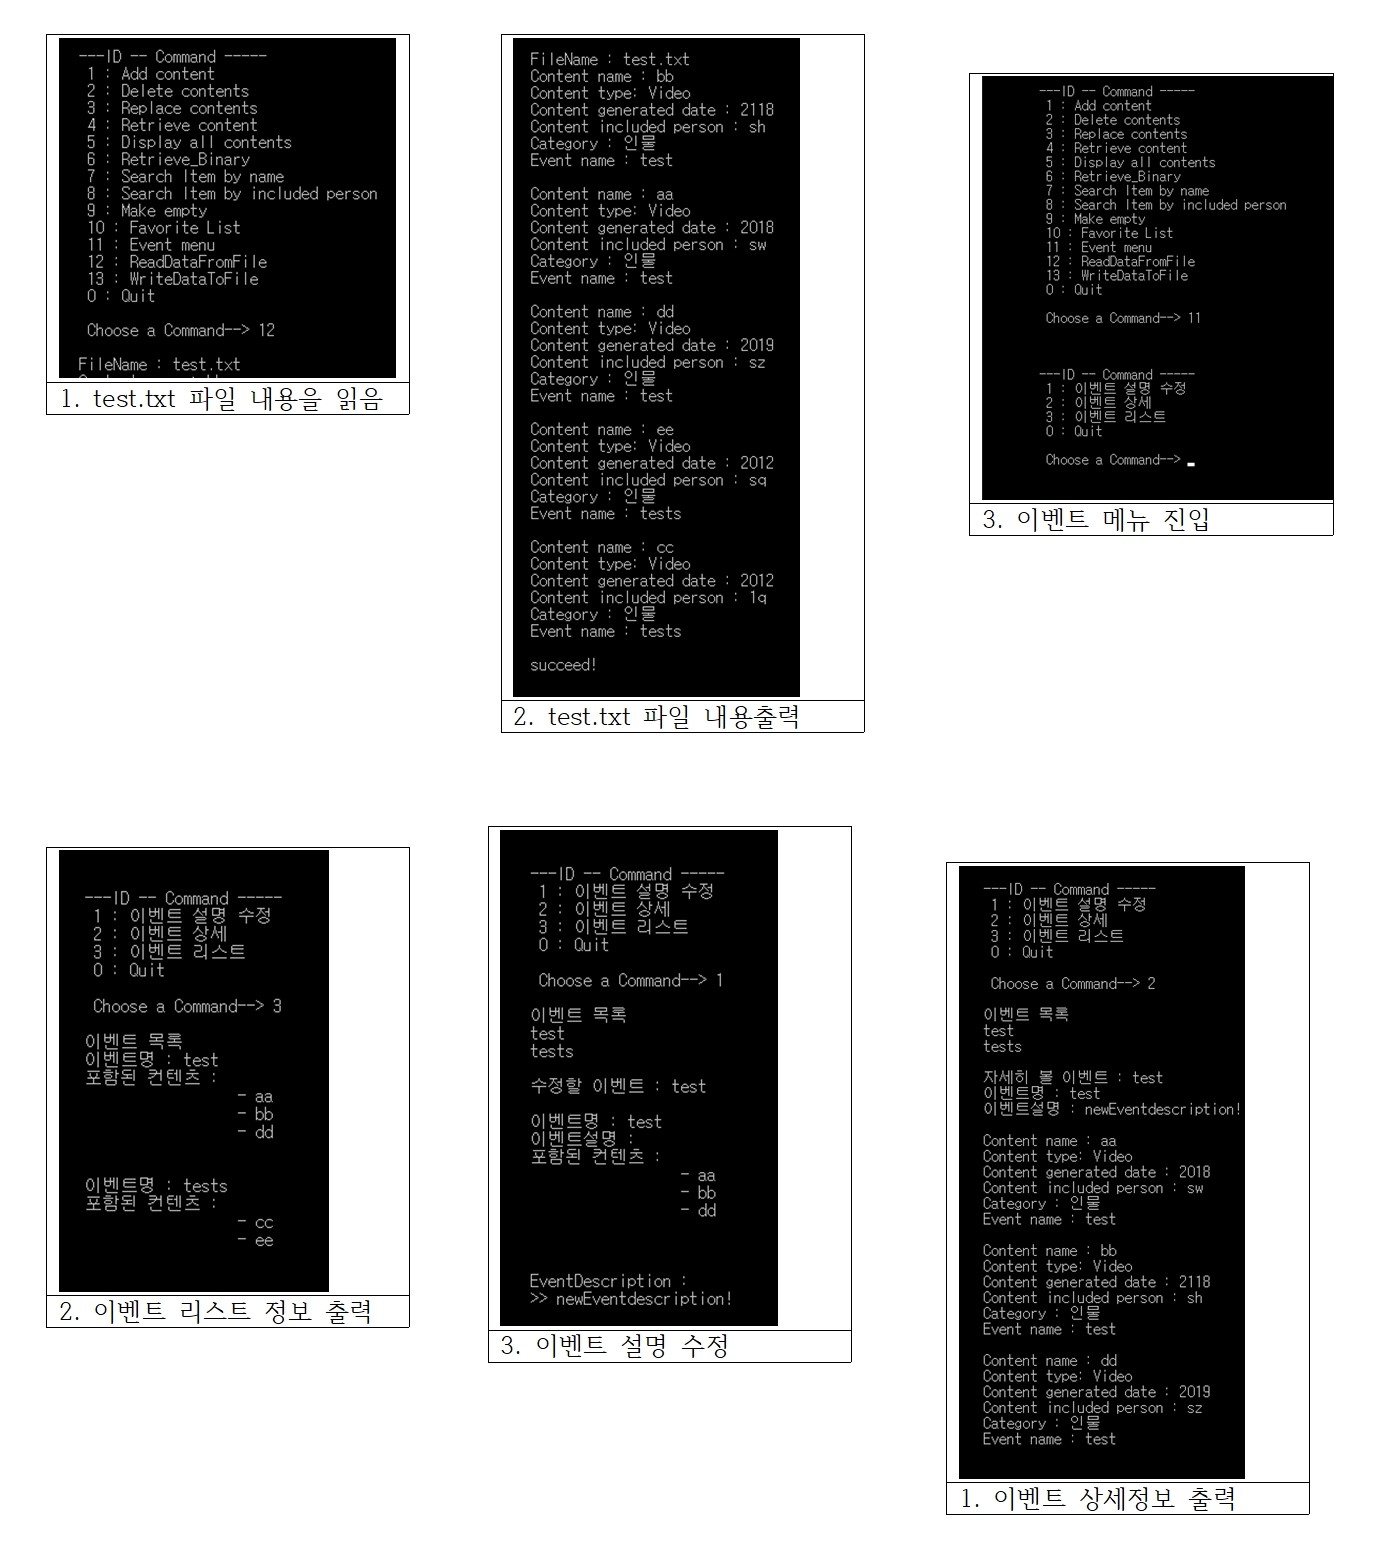 ---ID -- Command -----
1 : Add content
2 : Delete contents
3 : Replace contents
4 : Retrieve content
5 : Display all contents
6 : Retrieve_Binary
7 : Search Item by name
8 : Search Item by included person
9 : Make empty
10 : Favorite List
11 : Event menu
12 : ReadDataFromFile
13 : WriteDataToFile
0 : Quit
Choose a Command--> 12
FileName : test.txt
1. test.txt 파일 내용을 읽음
FileName : test.txt
Content name : bb
Content type: Video
Content generated date : 2118
Content included person : sh
Category : 인물
Event name : test
Content name : aa
Content type: Video
Content generated date : 2018
Content included person : sw
Category : 인물
Event name : test
Content name : dd
Content type: Video
Content generated date : 2019
Content included person : sz
Category : 인물
Event name : test
Content name : ee
Content type: Video
Content generated date : 2012
Content included person : sq
Category : 인물
Event name : tests
Content name : cc
Content type: Video
Content generated date : 2012
Content included person : 1q
Category : 인물
Event name : tests
succeed!
2. test.txt 파일 내용출력
---ID -- Command -----
1 : Add content
2 : Delete contents
3 : Replace contents
4 : Retrieve content
5 : Display all contents
6 : Retrieve_Binary
7 : Search Item by name
8 : Search Item by included person
9 : Make empty
10 : Favorite List
11 : Event menu
12 : ReadDataFromFile
13 : WriteDataToFile
0 : Quit
Choose a Command--> 11
---ID -- Command -----
1 : 이벤트 설명 수정
2 : 이벤트 상세
3 : 이벤트 리스트
0 : Quit
Choose a Command-->
3. 이벤트 메뉴 진입
---ID -- Command -----
1 : 이벤트 설명 수정
2 : 이벤트 상세
3 : 이벤트 리스트
0 : Quit
Choose a Command--> 3
이벤트 목록
이벤트명 : test
포함된 컨텐츠 :
- aa
- bb
- dd
이벤트명 : tests
포함된 컨텐츠 :
- cc
- ee
2. 이벤트 리스트 정보 출력
---ID -- Command -----
1 : 이벤트 설명 수정
2 : 이벤트 상세
3 : 이벤트 리스트
0 : Quit
Choose a Command--> 1
이벤트 목록
test
tests
수정할 이벤트 : test
이벤트명 : test
이벤트설명 :
포함된 컨텐츠 :
- aa
- bb
- dd
EventDescription :
>> newEventdescription!
3. 이벤트 설명 수정
---ID -- Command -----
1 : 이벤트 설명 수정
2 : 이벤트 상세
3 : 이벤트 리스트
0 : Quit
Choose a Command--> 2
이벤트 목록
test
tests
자세히 볼 이벤트 : test
이벤트명 : test
이벤트설명 : newEventdescription!
Content name : aa
Content type: Video
Content generated date : 2018
Content included person : sw
Category : 인물
Event name : test
Content name : bb
Content type: Video
Content generated date : 2118
Content included person : sh
Category : 인물
Event name : test
Content name : dd
Content type: Video
Content generated date : 2019
Content included person : sz
Category : 인물
Event name : test
1. 이벤트 상세정보 출력